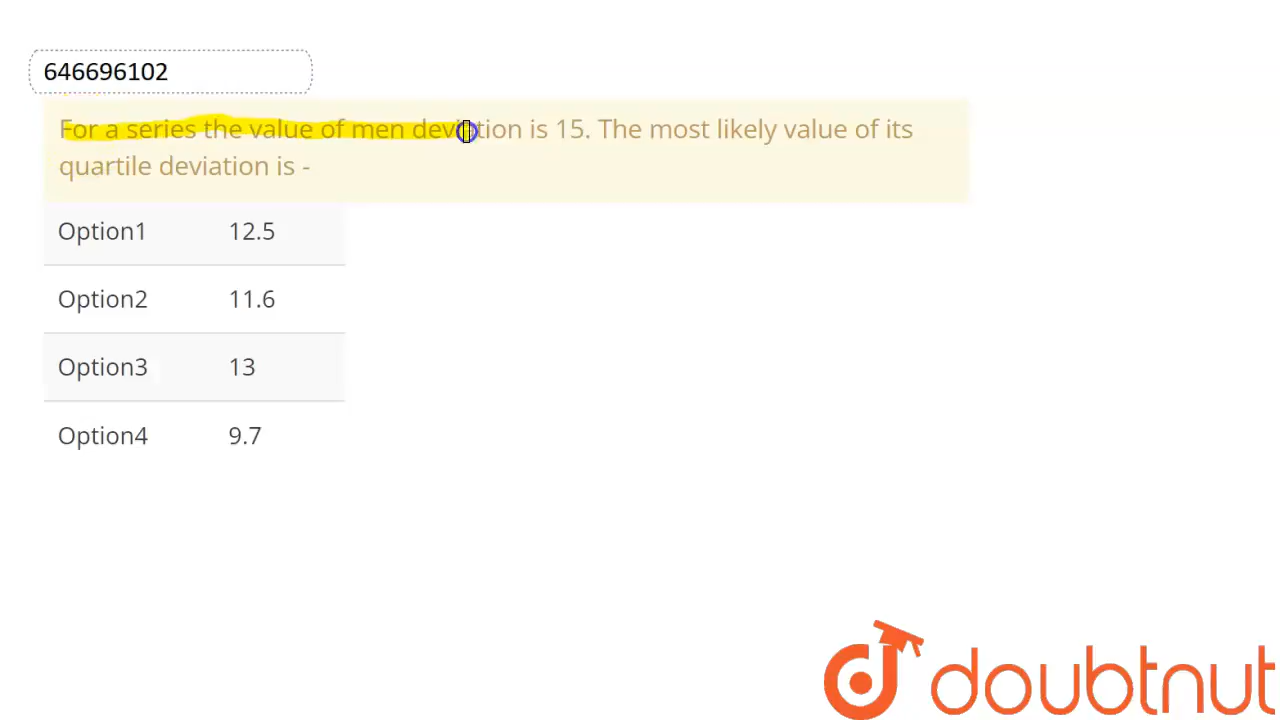 646696102
For a series the value of men deviation is 15. The most likely value of its
quartile deviation is -
Option1 12.5
Option2 11.6
Option3 13
Option4 9.7
doubtnut